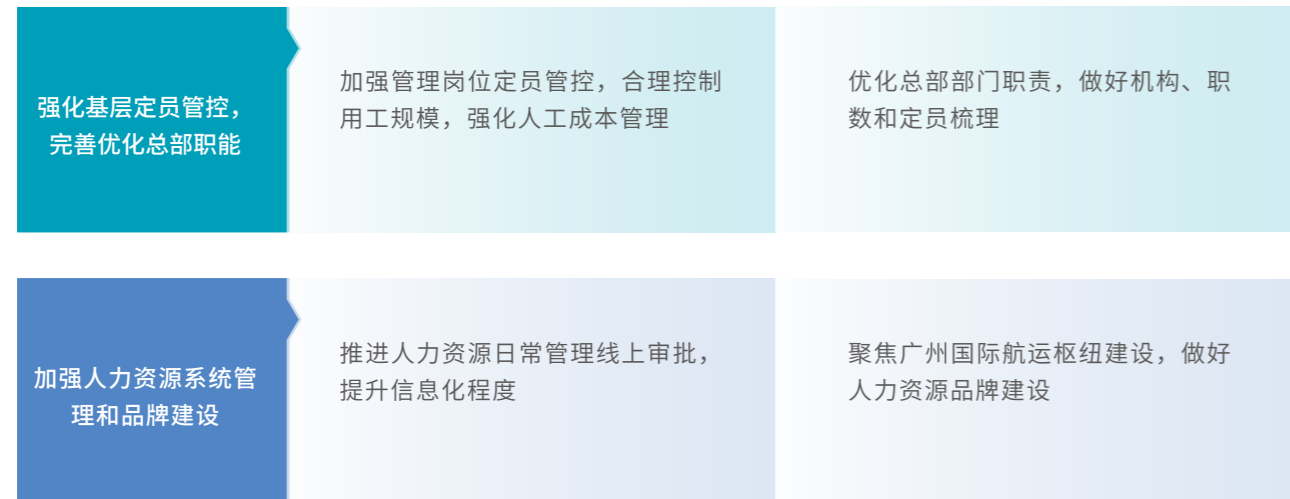 强化基层定员管控，
完善优化总部职能
加强管理岗位定员管控，合理控制
用工规模，强化人工成本管理
优化总部部门职责，做好机构、职
数和定员梳理
加强人力资源系统管
理和品牌建设
推进人力资源日常管理线上审批，
提升信息化程度
聚焦广州国际航运枢纽建设，做好
人力资源品牌建设